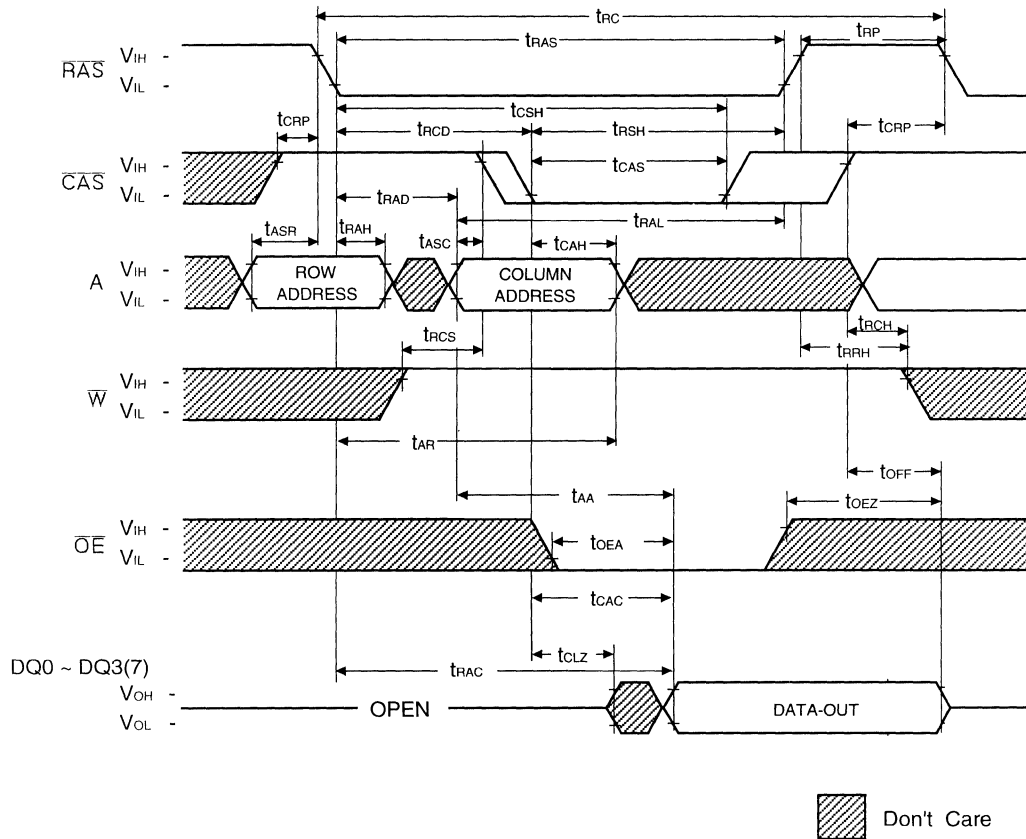 tRC
tRAS
tRP
RAS
VIH -
VIL -
tCSH
tCRP
tRCD
tRSH
tCRP
CAS
VIH -
VIL -
tCAS
tRAD
tRAL
tASR
tRAH
tASC
tCAH
A
VIH -
VIL -
ROW
ADDRESS
COLUMN
ADDRESS
tRCS
tRCH
tRRH
W
VIH -
VIL -
tAR
tOFF
tAA
tOEZ
OE
VIH -
VIL -
tOEA
tCAC
tCLZ
DQ0 ~ DQ3(7)
tRAC
VOH -
VOL -
OPEN
DATA-OUT
Don't Care